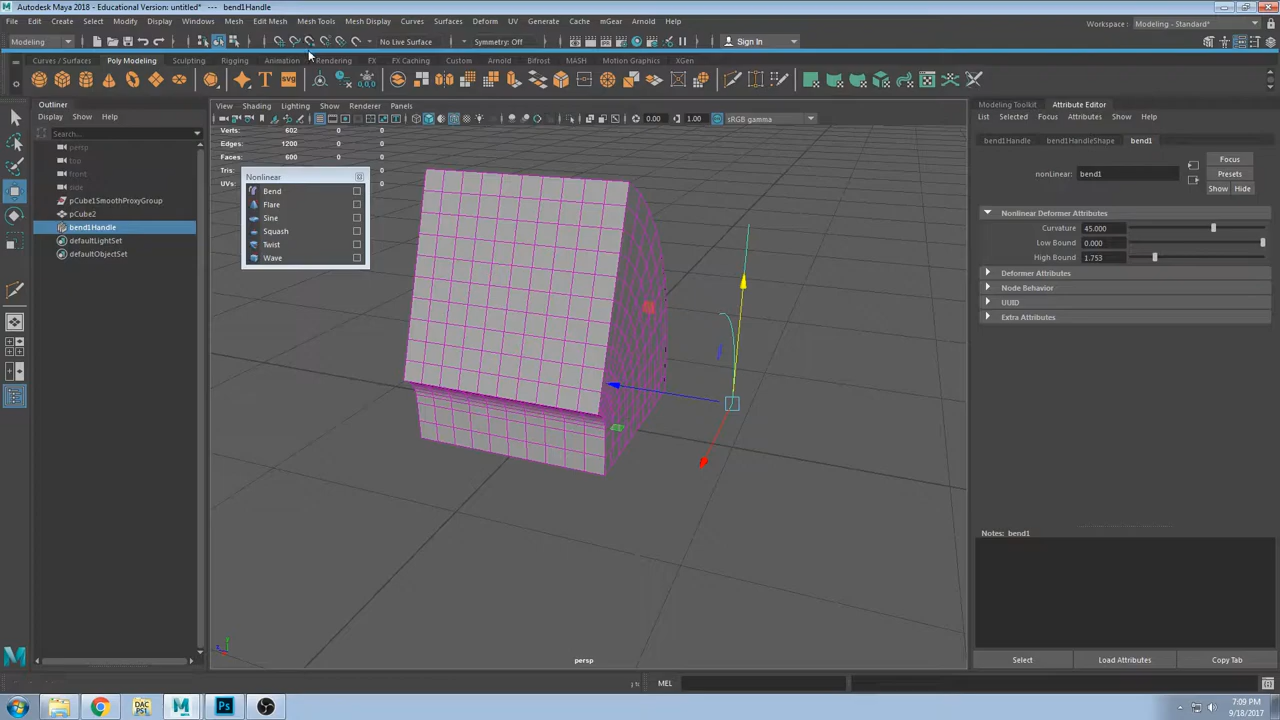 Autodesk Maya 2018 - Educational Version: untitled*   ---   bend1Handle
File Edit Create Select Modify Display Windows Mesh Edit Mesh Mesh Tools Mesh Display Curves Surfaces Deform UV Generate Cache mGear Arnold Help
Workspace : Modeling - Standard*
Modeling No Live Surface Symmetry: Off Sign In
Curves / Surfaces Poly Modeling Sculpting Rigging Animation Rendering FX FX Caching Custom Arnold Bifrost MASH Motion Graphics XGen
Outliner
Display Show Help
Search...
persp
top
front
side
pCube1SmoothProxyGroup
pCube2
bend1Handle
defaultLightSet
defaultObjectSet
View Shading Lighting Show Renderer Panels
0.00 1.00 sRGB gamma
Verts: 602 0 0
Edges: 1200 0 0
Faces: 600 0 0
Tris:
UVs:
Nonlinear
Bend
Flare
Sine
Squash
Twist
Wave
persp
Modeling Toolkit Attribute Editor
List Selected Focus Attributes Show Help
bend1Handle bend1HandleShape bend1
nonLinear: bend1
Focus
Presets
Show Hide
Nonlinear Deformer Attributes
Curvature 45.000
Low Bound 0.000
High Bound 1.753
Deformer Attributes
Node Behavior
UUID
Extra Attributes
Notes: bend1
Select Load Attributes Copy Tab
MEL
DAC
PS1
Ps
7:09 PM
9/18/2017